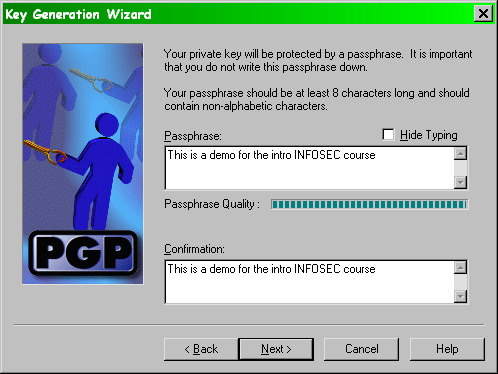 Key Generation Wizard
Your private key will be protected by a passphrase. It is important
that you do not write this passphrase down.
Your passphrase should be at least 8 characters long and should
contain non-alphabetic characters.
Passphrase:
Hide Typing
This is a demo for the intro INFOSEC course
Passphrase Quality :
Confirmation:
This is a demo for the intro INFOSEC course
PGP
< Back
Next >
Cancel
Help